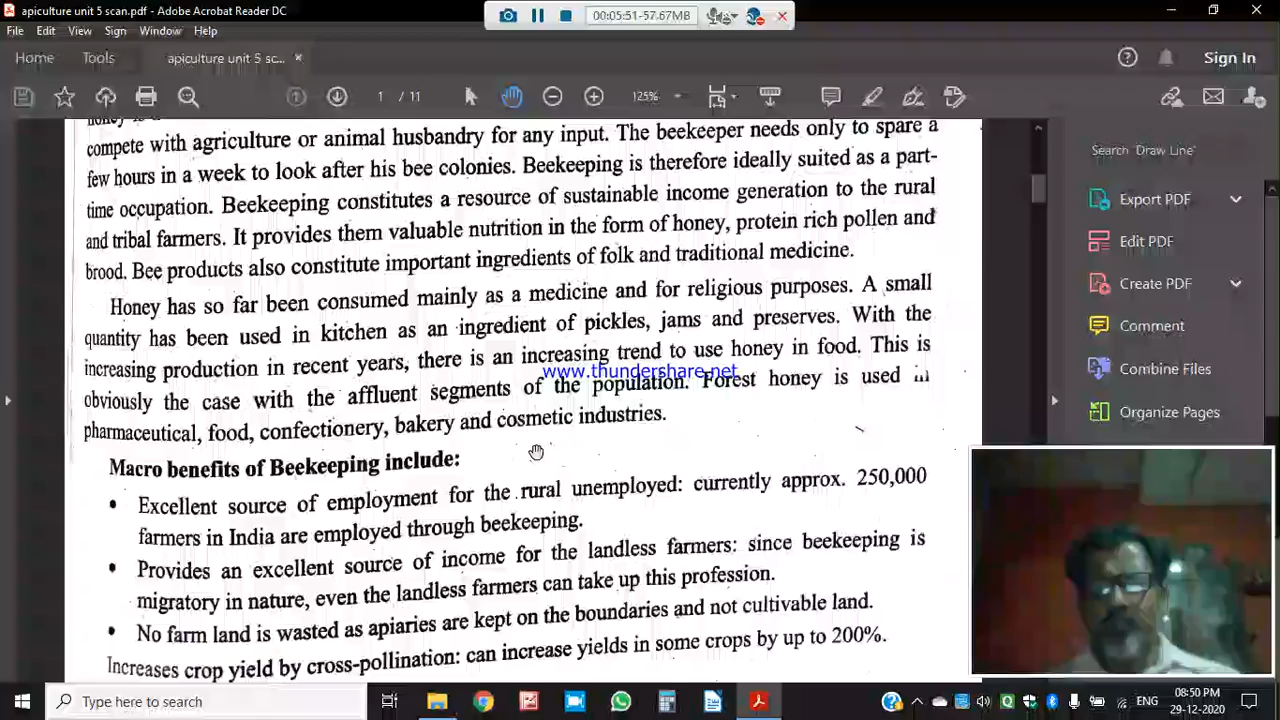 apiculture unit 5 scan.pdf - Adobe Acrobat Reader DC
00:05:51-57.67MB
File Edit View Sign Window Help
Home Tools apiculture unit 5 sc... Sign In
1 / 11 125%
compete with agriculture or animal husbandry for any input. The beekeeper needs only to spare a
few hours in a week to look after his bee colonies. Beekeeping is therefore ideally suited as a part-
time occupation. Beekeeping constitutes a resource of sustainable income generation to the rural
and tribal farmers. It provides them valuable nutrition in the form of honey, protein rich pollen and
brood. Bee products also constitute important ingredients of folk and traditional medicine.
Honey has so far been consumed mainly as a medicine and for religious purposes. A small
quantity has been used in kitchen as an ingredient of pickles, jams and preserves. With the
increasing production in recent years, there is an increasing trend to use honey in food. This is
www.thundershare.net
obviously the case with the affluent segments of the population. Forest honey is used in
pharmaceutical, food, confectionery, bakery and cosmetic industries.
Macro benefits of Beekeeping include:
• Excellent source of employment for the rural unemployed: currently approx. 250,000
farmers in India are employed through beekeeping.
• Provides an excellent source of income for the landless farmers: since beekeeping is
migratory in nature, even the landless farmers can take up this profession.
• No farm land is wasted as apiaries are kept on the boundaries and not cultivable land.
Increases crop yield by cross-pollination: can increase yields in some crops by up to 200%.
Search 'Draw Line'
Export PDF
Edit PDF
Create PDF
Comment
Combine Files
Organize Pages
Type here to search
ENG
08:50 PM
29-12-2020